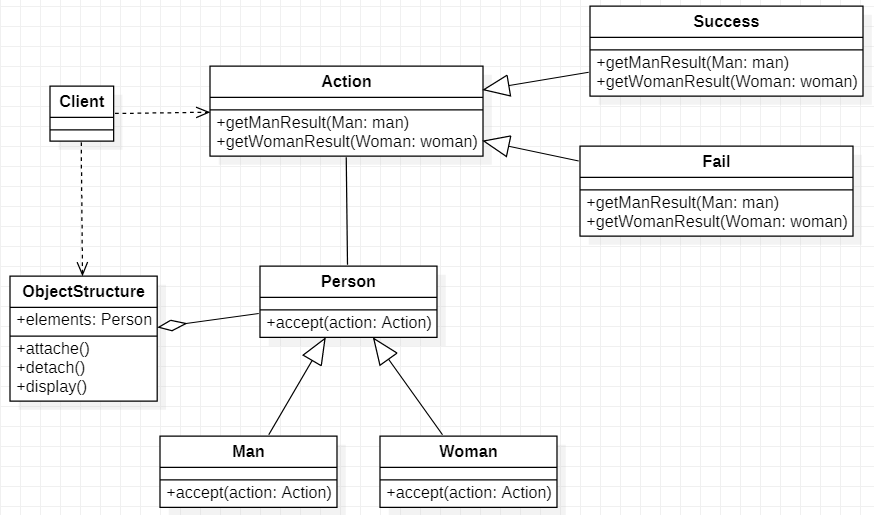 Success
+getManResult(Man: man)
+getWomanResult(Woman: woman)
Action
+getManResult(Man: man)
+getWomanResult(Woman: woman)
Client
Fail
+getManResult(Man: man)
+getWomanResult(Woman: woman)
ObjectStructure
+elements: Person
+attache()
+detach()
+display()
Person
+accept(action: Action)
Man
+accept(action: Action)
Woman
+accept(action: Action)